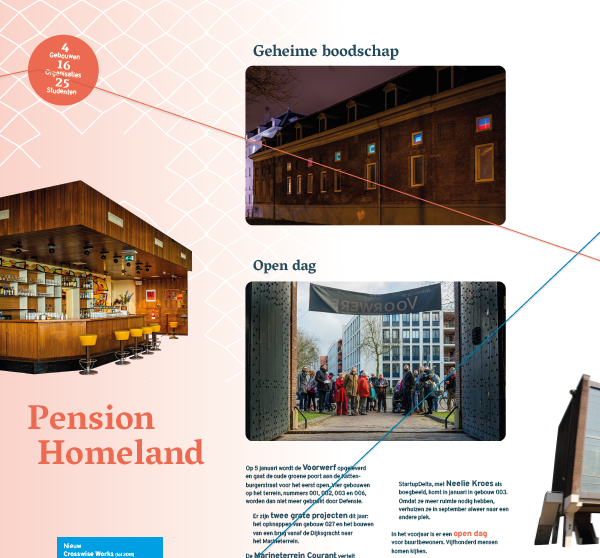 4
Gebouwen
16
Organisaties
25
Studenten
Geheime boodschap
Open dag
Pension
Homeland
Op 5 januari wordt de Voorwerf opgeleverd
en gaat de oude groene poort aan de Katten-
burgerstraat voor het eerst open. Vier gebouwen
op het terrein, nummers 001, 002, 003 en 006,
worden dan niet meer gebruikt door Defensie.
Er zijn twee grote projecten dit jaar:
het opknappen van gebouw 027 en het bouwen
van een brug vanaf de Dijksgracht naar
het Marineterrein.
De Marineterrein Courant vertelt
StartupDelta, met Neelie Kroes als
boegbeeld, komt in januari in gebouw 003.
Omdat ze meer ruimte nodig hebben,
verhuizen ze in september alweer naar een
andere plek.
In het voorjaar is er een open dag
voor buurtbewoners. Vijfhonderd mensen
komen kijken.
Nieuw
Crosswise Works (tot 2018)
VOORWERF